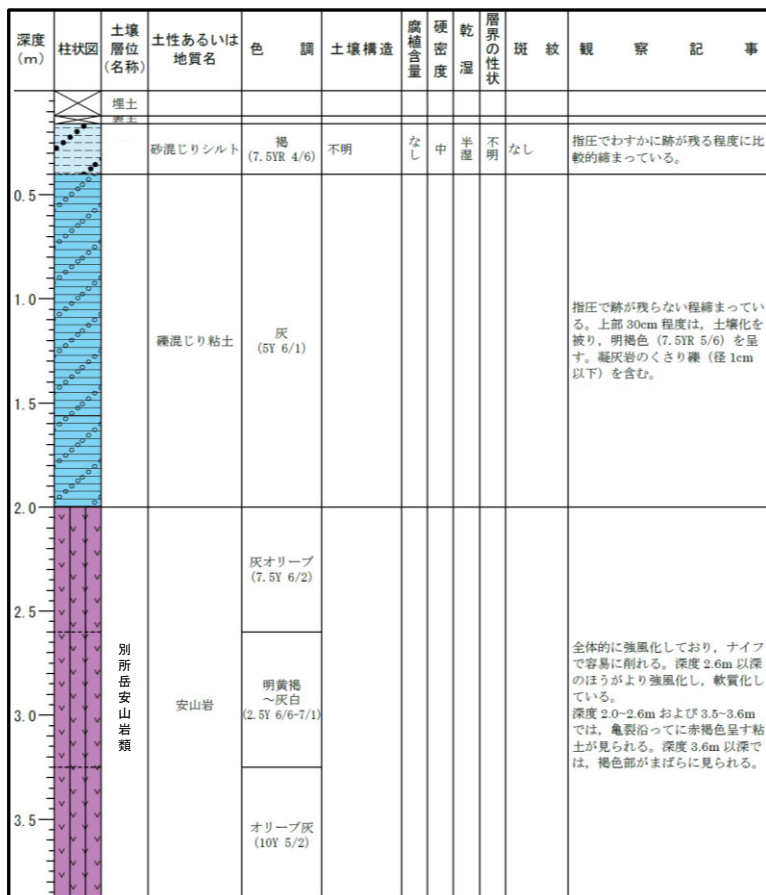 深度
(m)
柱状図
土壌
層位
(名称)
土性あるいは
地質名
色調
土壌構造
腐植含量
硬密度
乾湿
層界の性状
斑紋
観察記事
埋土
砂混じりシルト
褐
(7.5YR 4/6)
不明
なし
中
半湿
不明
なし
指圧でわすかに跡が残る程度に比
較的締まっている。
0.5
1.0
1.5
2.0
2.5
3.0
3.5
礫混じり粘土
灰
(5Y 6/1)
指圧で跡が残らない程締まってい
る。上部 30cm 程度は，土壌化を
被り，明褐色 (7.5YR 5/6) を呈
す。凝灰岩のくさり礫（径 1cm
以下）を含む。
別所岳安山岩類
安山岩
灰オリーブ
(7.5Y 6/2)
明黄褐
～灰白
(2.5Y 6/6-7/1)
オリーブ灰
(10Y 5/2)
全体的に強風化しており，ナイフ
で容易に削れる。深度 2.6m 以深
のほうがより強風化し，軟質化し
ている。
深度 2.0~2.6m および 3.5~3.6m
では，亀裂沿ってに赤褐色呈す粘
土が見られる。深度 3.6m 以深で
は，褐色部がまばらに見られる。